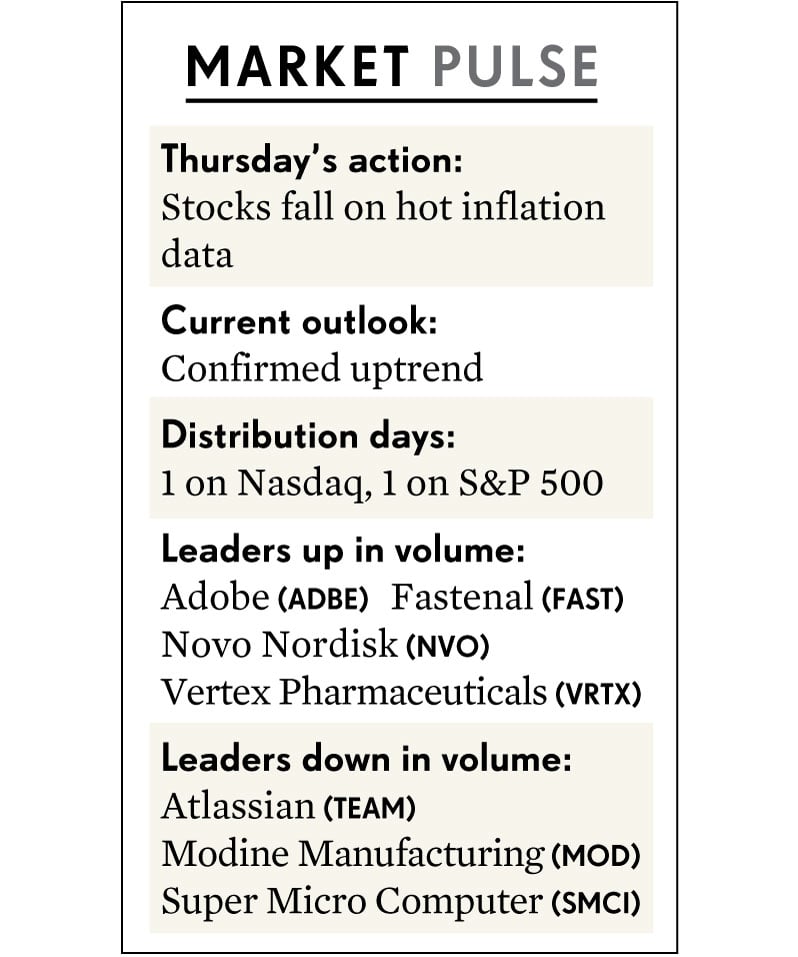 MARKET PULSE
Thursday’s action:
Stocks fall on hot inflation
data
Current outlook:
Confirmed uptrend
Distribution days:
1 on Nasdaq, 1 on S&P 500
Leaders up in volume:
Adobe (ADBE) Fastenal (FAST)
Novo Nordisk (NVO)
Vertex Pharmaceuticals (VRTX)
Leaders down in volume:
Atlassian (TEAM)
Modine Manufacturing (MOD)
Super Micro Computer (SMCI)